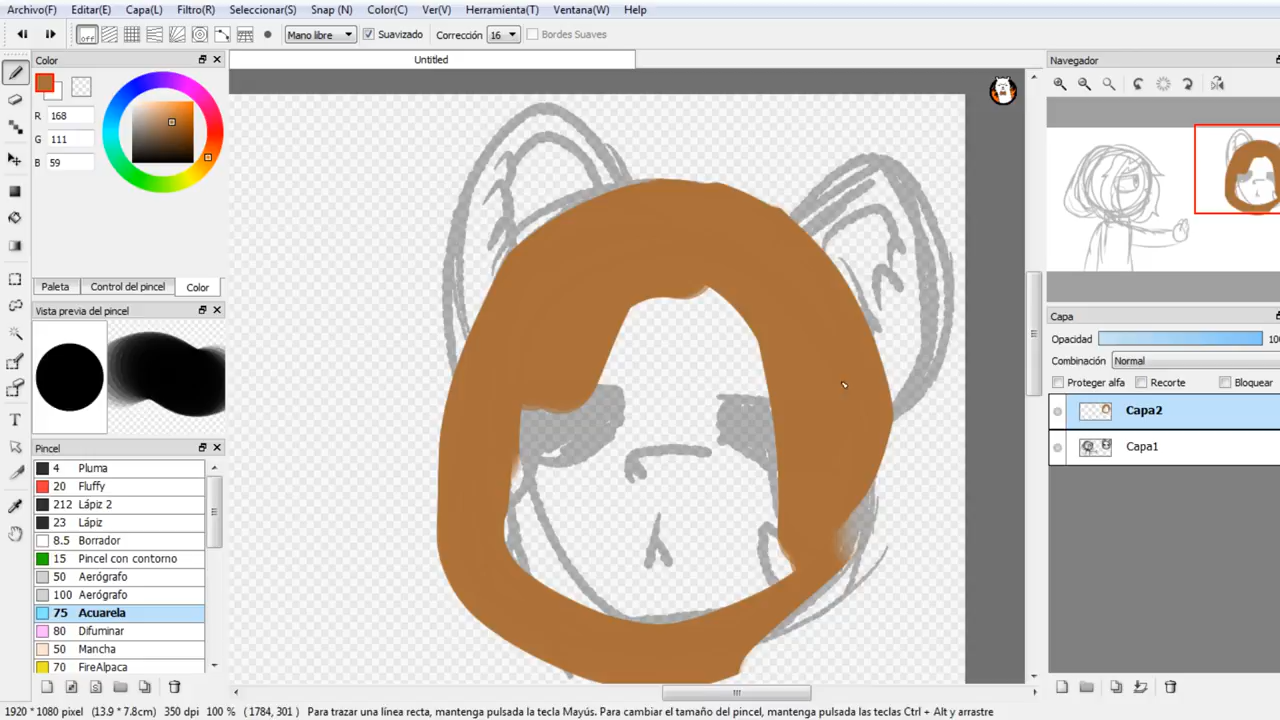 Archivo(F) Editar(E) Capa(L) Filtro(R) Seleccionar(S) Snap (N) Color(C) Ver(V) Herramienta(T) Ventana(W) Help
Off Mano libre Suavizado Corrección 16 Bordes Suaves
Color
Untitled
Navegador
R 168
G 111
B 59
Paleta Control del pincel Color
Vista previa del pincel
Capa
Opacidad 100
Combinación Normal
Proteger alfa Recorte Bloquear
Capa2
Capa1
Pincel
4 Pluma
20 Fluffy
212 Lápiz 2
23 Lápiz
8.5 Borrador
15 Pincel con contorno
50 Aerógrafo
100 Aerógrafo
75 Acuarela
80 Difuminar
50 Mancha
70 FireAlpaca
1920 * 1080 pixel (13.9 * 7.8cm) 350 dpi 100 % (1784, 301) Para trazar una línea recta, mantenga pulsada la tecla Mayús. Para cambiar el tamaño del pincel, mantenga pulsada las teclas Ctrl + Alt y arrastre